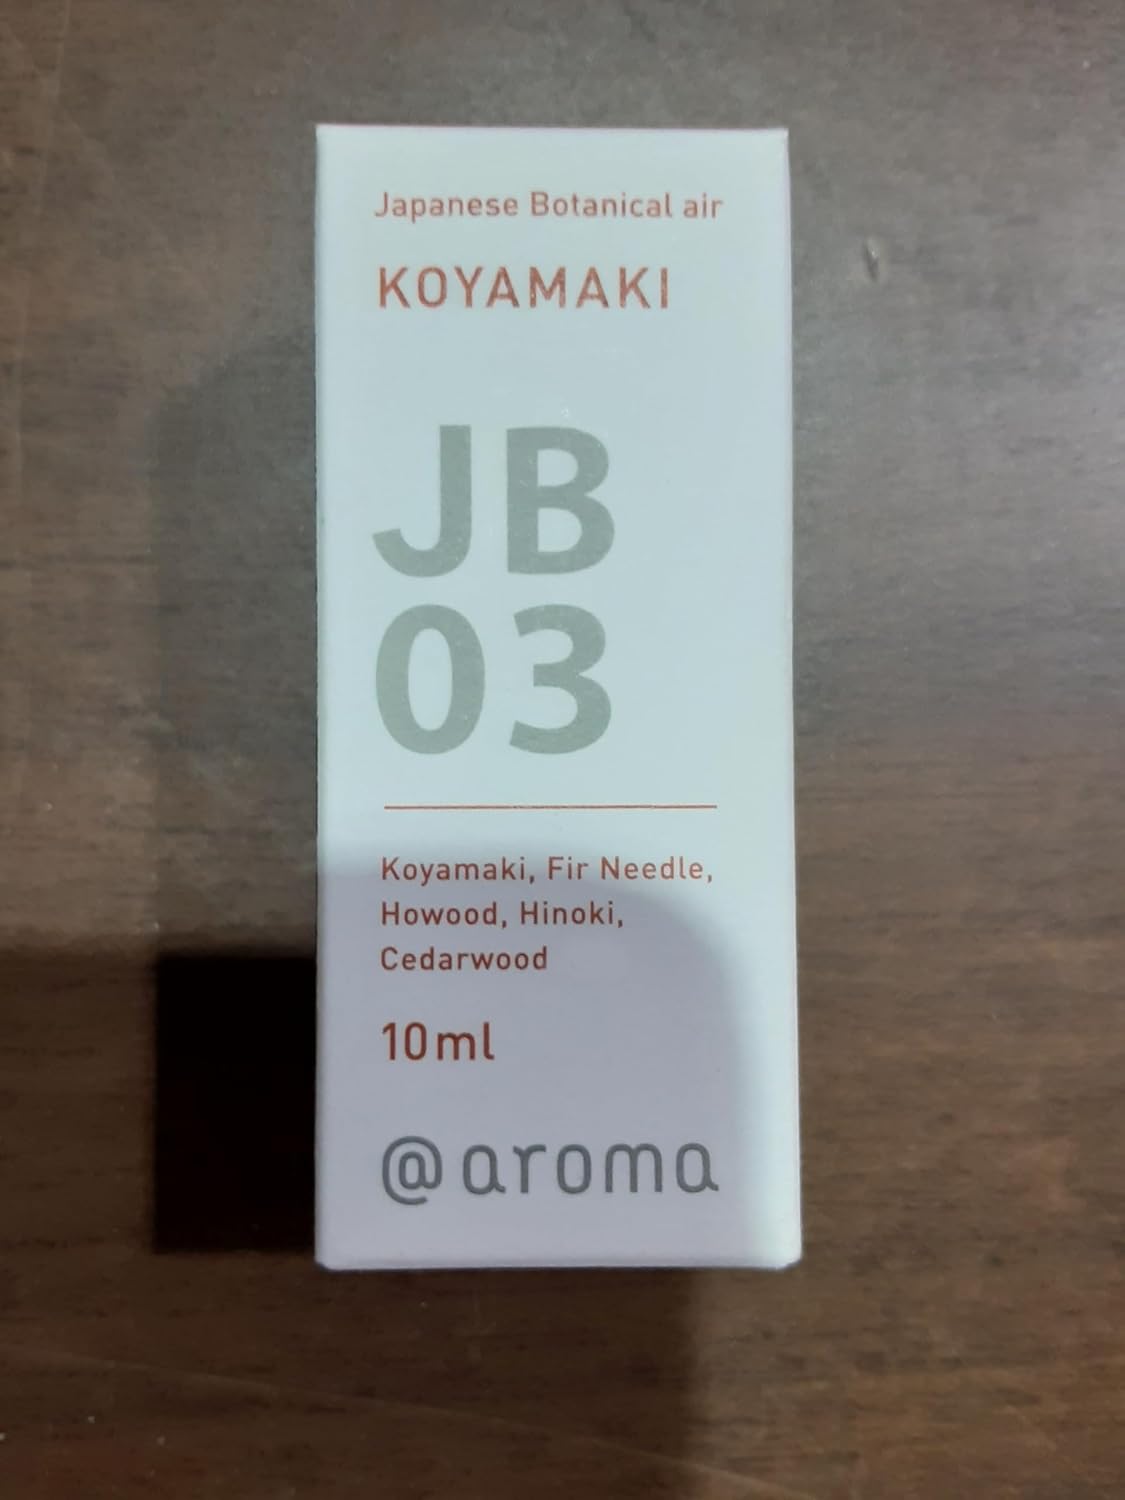 Japanese Botanical air
KOYAMAKI
JB
03
Koyamaki, Fir Needle,
Howood, Hinoki,
Cedarwood
10ml
@aroma